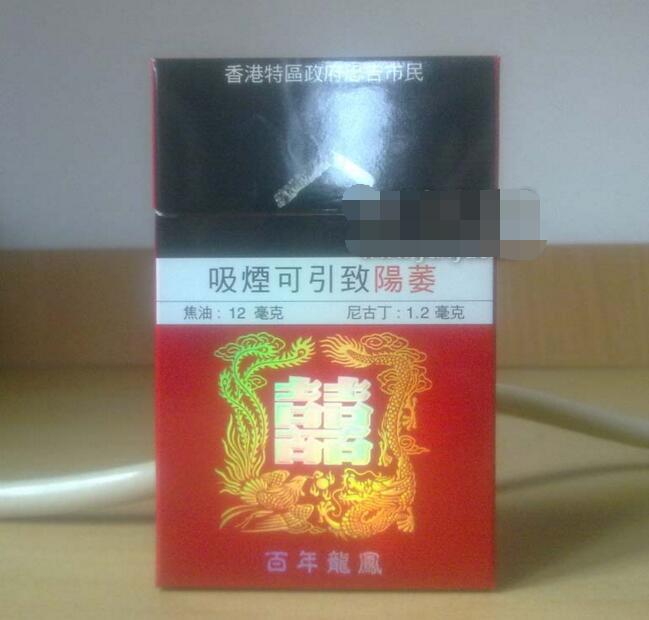 香港特區政府忠告市民
吸煙可引致陽萎
焦油：12 毫克 尼古丁：1.2 毫克
囍
百年龍鳳